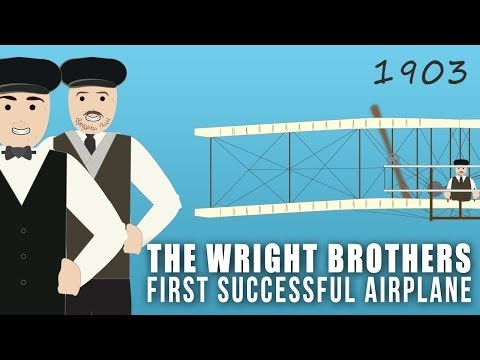 1903
THE WRIGHT BROTHERS
FIRST SUCCESSFUL AIRPLANE